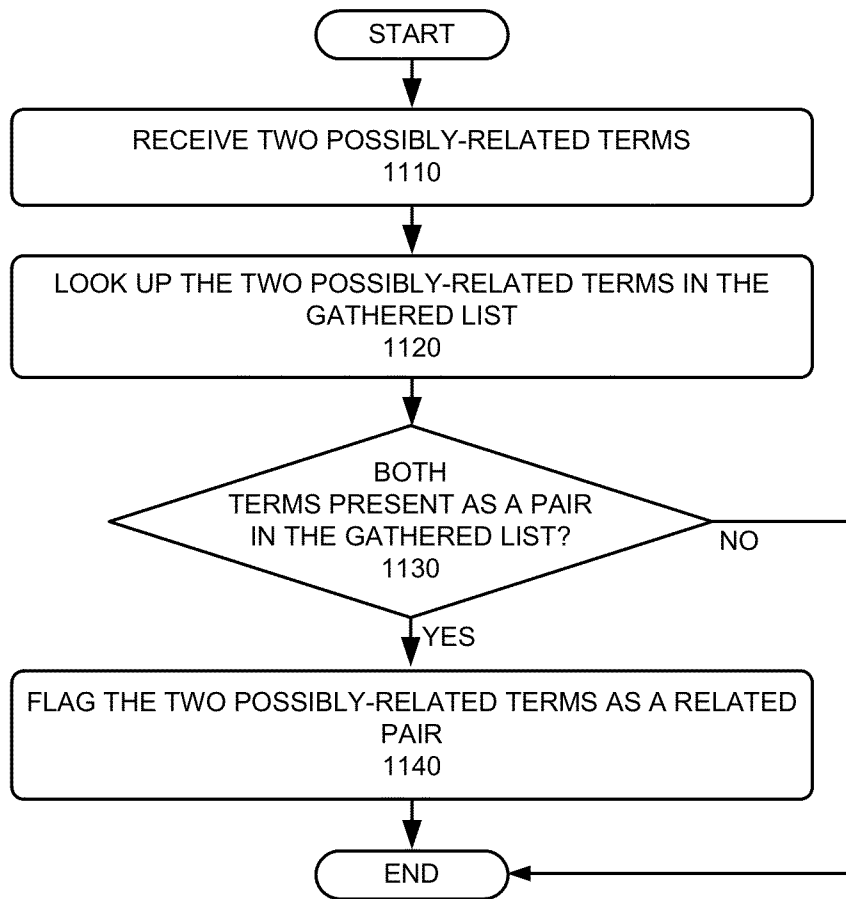 START
RECEIVE TWO POSSIBLY-RELATED TERMS
1110
LOOK UP THE TWO POSSIBLY-RELATED TERMS IN THE
GATHERED LIST
1120
BOTH
TERMS PRESENT AS A PAIR
IN THE GATHERED LIST?
1130
NO
YES
FLAG THE TWO POSSIBLY-RELATED TERMS AS A RELATED
PAIR
1140
END